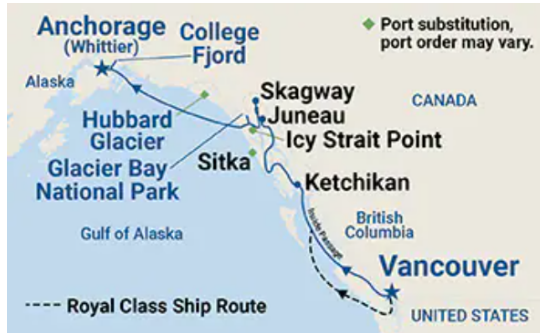 Anchorage
(Whittier)
College
Fjord
Port substitution,
port order may vary.
Alaska
Skagway
CANADA
Juneau
Hubbard
Glacier
Icy Strait Point
Glacier Bay
National Park
Sitka
Ketchikan
Inside Passage
British
Columbia
Gulf of Alaska
Vancouver
Royal Class Ship Route
UNITED STATES